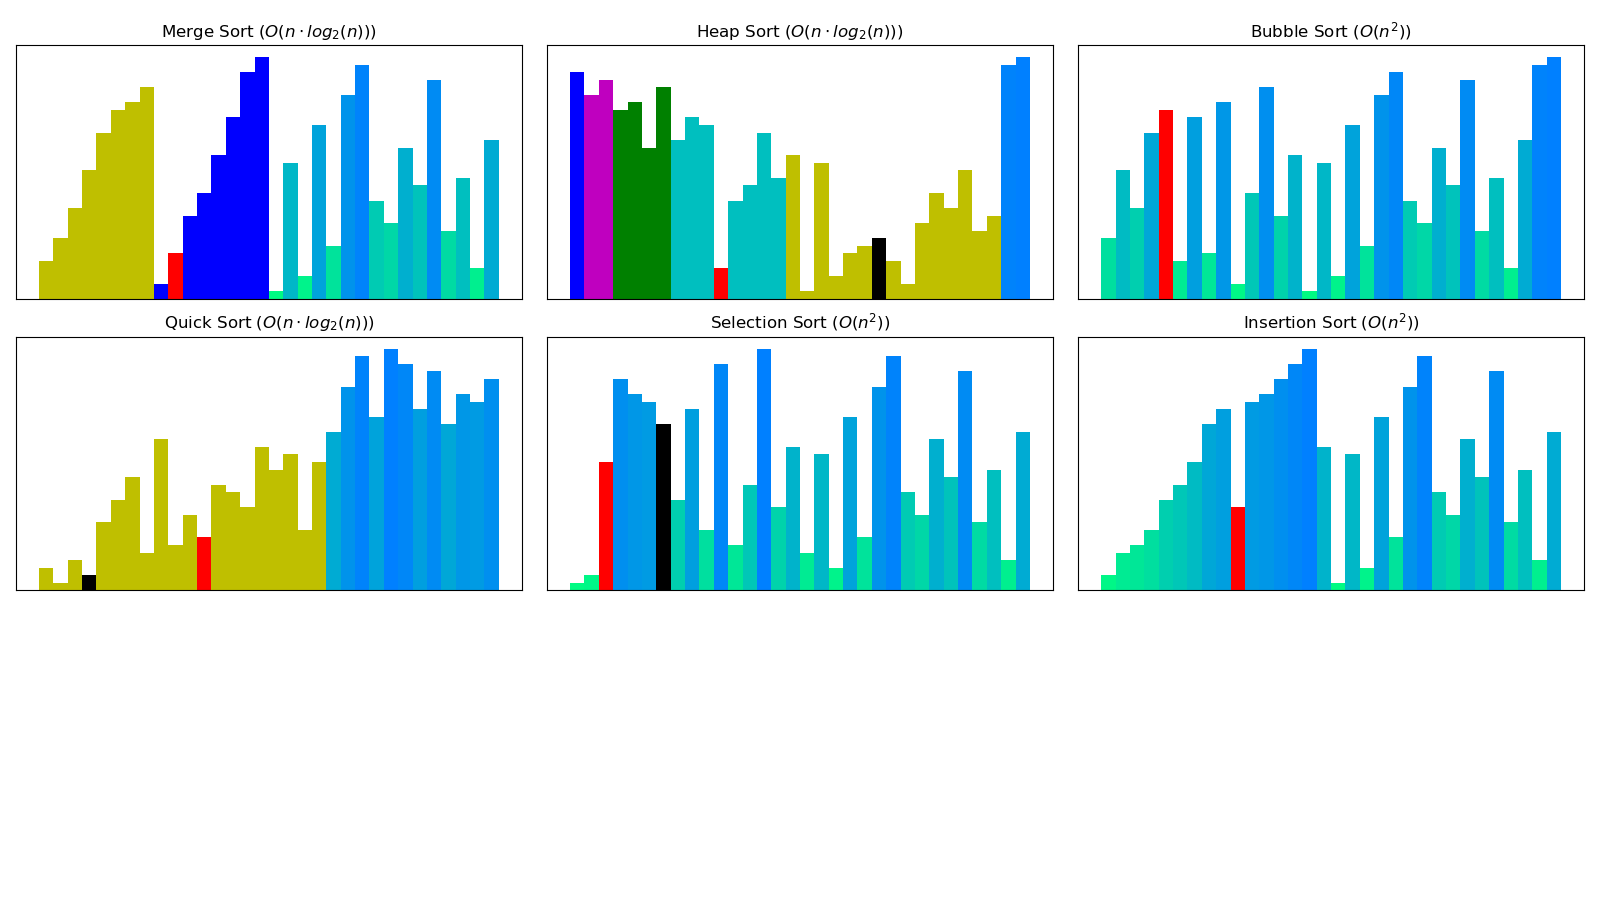 Merge Sort (O(n · log₂(n)))
Heap Sort (O(n · log₂(n)))
Bubble Sort (O(n²))
Quick Sort (O(n · log₂(n)))
Selection Sort (O(n²))
Insertion Sort (O(n²))